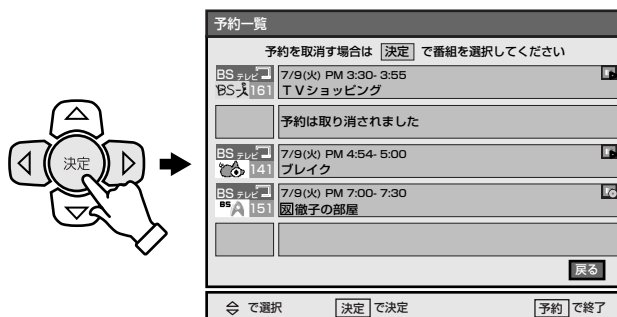 予約一覧
予約を取消す場合は 決定 で番組を選択してください
BS テレビ 7/9(火) PM 3:30- 3:55
BS-i 161 TVショッピング
予約は取り消されました
決定
BS テレビ 7/9(火) PM 4:54- 5:00
141 ブレイク
BS テレビ 7/9(火) PM 7:00- 7:30
BSA 151 図徹子の部屋
戻る
で選択 決定 で決定 予約 で終了